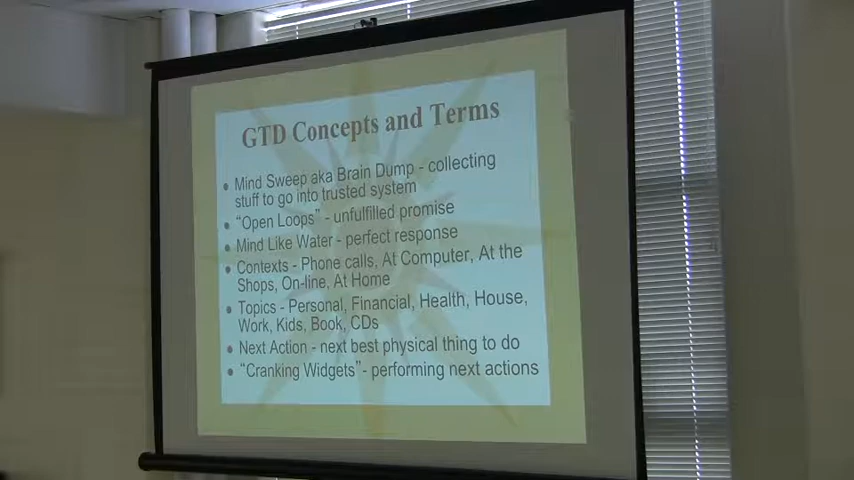 GTD Concepts and Terms
• Mind Sweep aka Brain Dump - collecting
stuff to go into trusted system
• “Open Loops” - unfulfilled promise
• Mind Like Water - perfect response
• Contexts - Phone calls, At Computer, At the
Shops, On-line, At Home
• Topics - Personal, Financial, Health, House,
Work, Kids, Book, CDs
• Next Action - next best physical thing to do
• “Cranking Widgets”- performing next actions